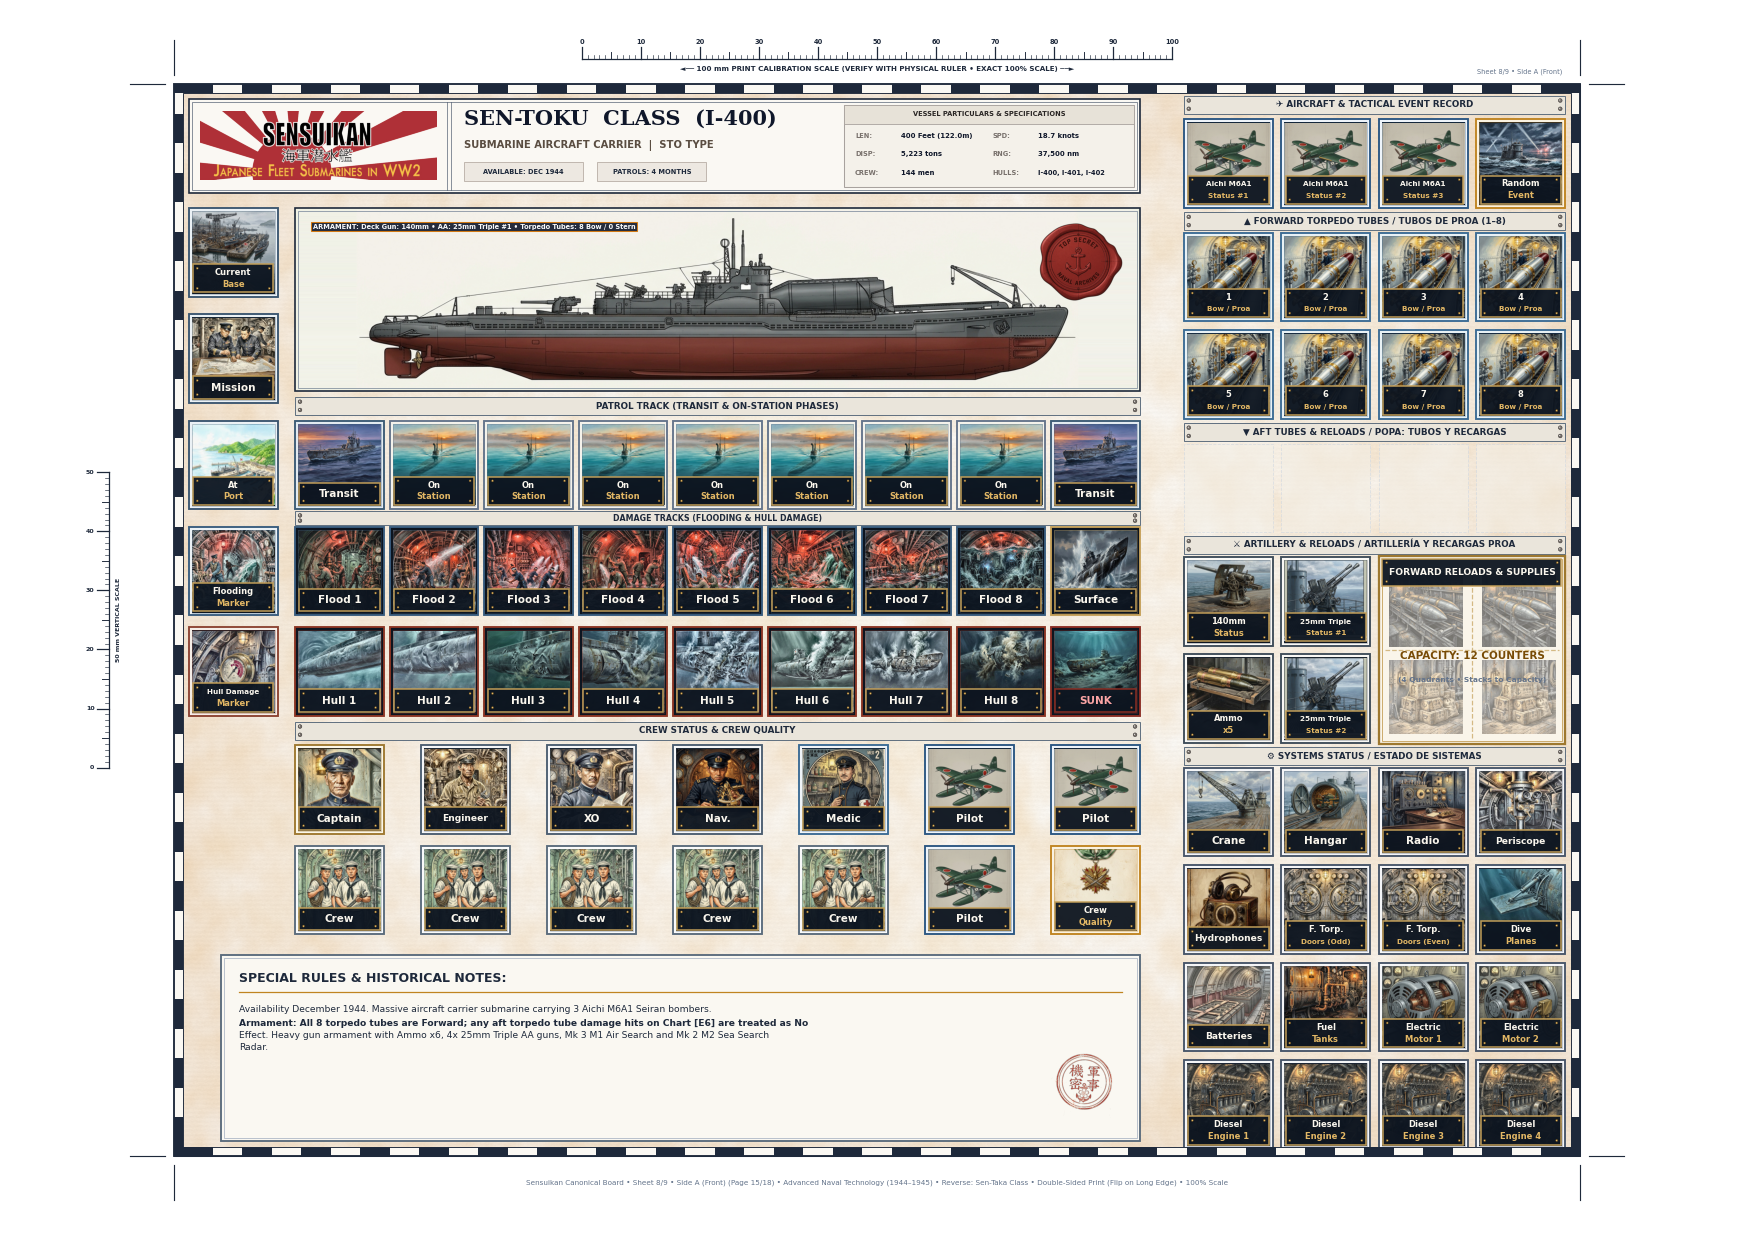 0 10 20 30 40 50 60 70 80 90 100
◄── 100 mm PRINT CALIBRATION SCALE (VERIFY WITH PHYSICAL RULER • EXACT 100% SCALE) ──►
Sheet 8/9 • Side A (Front)
SENSUIKAN
海軍潜水艦
JAPANESE FLEET SUBMARINES IN WW2
SEN-TOKU CLASS (I-400)
SUBMARINE AIRCRAFT CARRIER | STO TYPE
AVAILABLE: DEC 1944
PATROLS: 4 MONTHS
VESSEL PARTICULARS & SPECIFICATIONS
LEN: 400 Feet (122.0m) SPD: 18.7 knots
DISP: 5,223 tons RNG: 37,500 nm
CREW: 144 men HULLS: I-400, I-401, I-402
Current
Base
Mission
ARMAMENT: Deck Gun: 140mm • AA: 25mm Triple #1 • Torpedo Tubes: 8 Bow / 0 Stern
TOP SECRET
NAVAL ARCHIVES
PATROL TRACK (TRANSIT & ON-STATION PHASES)
At
Port
Transit
On
Station
On
Station
On
Station
On
Station
On
Station
On
Station
On
Station
Transit
DAMAGE TRACKS (FLOODING & HULL DAMAGE)
Flooding
Marker
Flood 1
Flood 2
Flood 3
Flood 4
Flood 5
Flood 6
Flood 7
Flood 8
Surface
Hull Damage
Marker
Hull 1
Hull 2
Hull 3
Hull 4
Hull 5
Hull 6
Hull 7
Hull 8
SUNK
CREW STATUS & CREW QUALITY
Captain
Engineer
XO
Nav.
2
Medic
Pilot
Pilot
Crew
Crew
Crew
Crew
Crew
Pilot
Crew
Quality
SPECIAL RULES & HISTORICAL NOTES:
Availability December 1944. Massive aircraft carrier submarine carrying 3 Aichi M6A1 Seiran bombers.
Armament: All 8 torpedo tubes are Forward; any aft torpedo tube damage hits on Chart [E6] are treated as No
Effect. Heavy gun armament with Ammo x6, 4x 25mm Triple AA guns, Mk 3 M1 Air Search and Mk 2 M2 Sea Search
Radar.
軍事
機密
✈ AIRCRAFT & TACTICAL EVENT RECORD
Aichi M6A1
Status #1
Aichi M6A1
Status #2
Aichi M6A1
Status #3
Random
Event
▲ FORWARD TORPEDO TUBES / TUBOS DE PROA (1–8)
1
Bow / Proa
2
Bow / Proa
3
Bow / Proa
4
Bow / Proa
5
Bow / Proa
6
Bow / Proa
7
Bow / Proa
8
Bow / Proa
▼ AFT TUBES & RELOADS / POPA: TUBOS Y RECARGAS
⚔ ARTILLERY & RELOADS / ARTILLERÍA Y RECARGAS PROA
140mm
Status
25mm Triple
Status #1
FORWARD RELOADS & SUPPLIES
CAPACITY: 12 COUNTERS
(4 Quadrants • Stacks to Capacity)
Ammo
x5
25mm Triple
Status #2
⚙ SYSTEMS STATUS / ESTADO DE SISTEMAS
Crane
Hangar
Radio
Periscope
Hydrophones
F. Torp.
Doors (Odd)
F. Torp.
Doors (Even)
Dive
Planes
Batteries
Fuel
Tanks
Electric
Motor 1
Electric
Motor 2
Diesel
Engine 1
Diesel
Engine 2
Diesel
Engine 3
Diesel
Engine 4
50
40
30
20
10
0
50 mm VERTICAL SCALE
Sensuikan Canonical Board • Sheet 8/9 • Side A (Front) (Page 15/18) • Advanced Naval Technology (1944–1945) • Reverse: Sen-Taka Class • Double-Sided Print (Flip on Long Edge) • 100% Scale